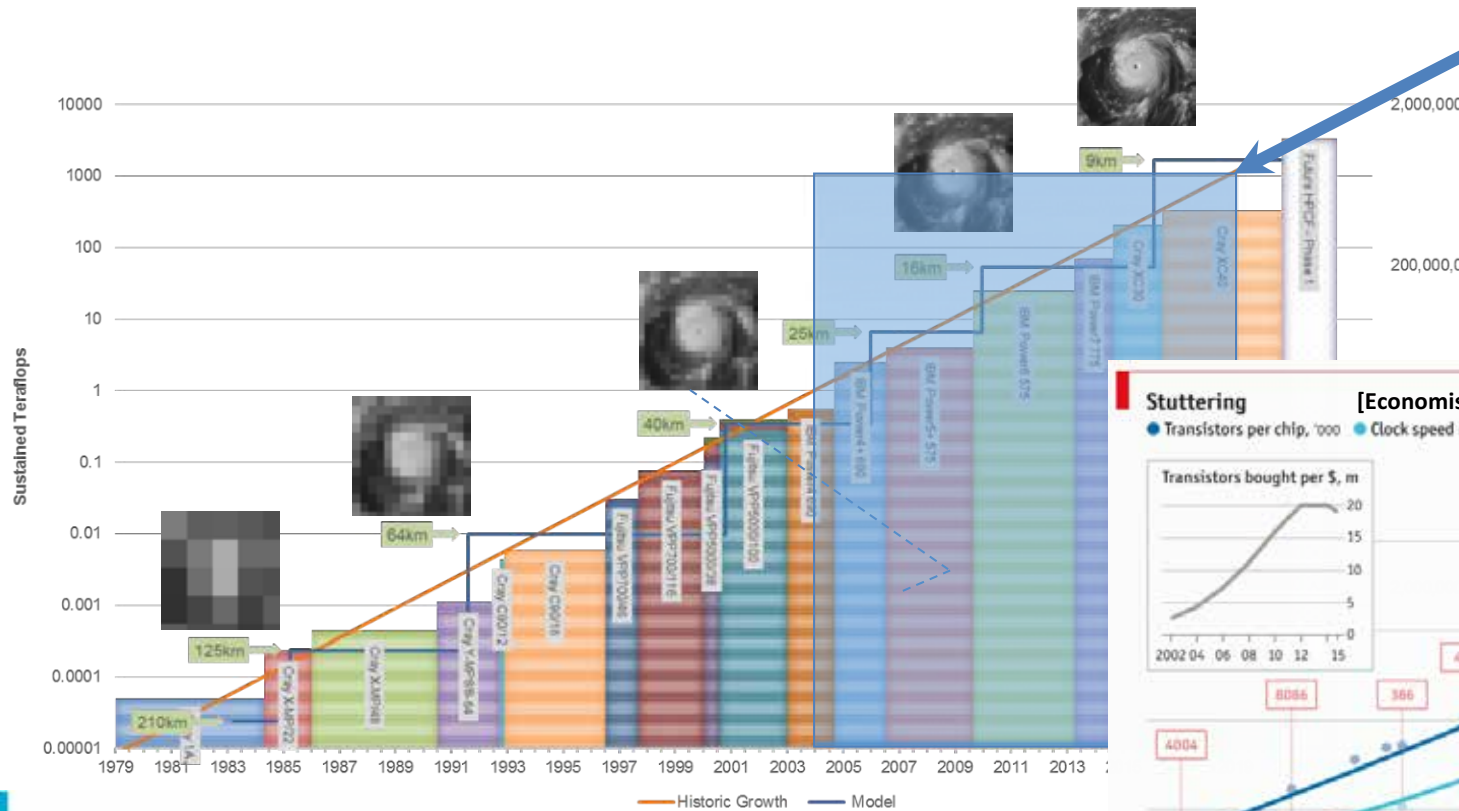 10000
1000
100
10
1
0.1
0.01
0.001
0.0001
0.00001
Sustained Teraflops
2,000,000
200,000,0
210km
125km
64km
40km
25km
16km
9km
Cray X-MP/22
Cray X-MP/48
Cray Y-MP8/8-64
Cray C90/12
Cray C90/16
Fujitsu VPP700/46
Fujitsu VPP700/116
Fujitsu VPP5000/38
Fujitsu VPP5000/100
IBM Power4+ 690
IBM Power5+ 575
IBM Power6 575
IBM Power7 775
Cray XC30
Cray XC40
Future HPCF - Phase 1
1979 1981 1983 1985 1987 1989 1991 1993 1995 1997 1999 2001 2003 2005 2007 2009 2011 2013
Historic Growth Model
Stuttering [Economis
Transistors per chip, '000 Clock speed
Transistors bought per $, m
20
15
10
5
0
2002 04 06 08 10 12 15
8086 386
4004